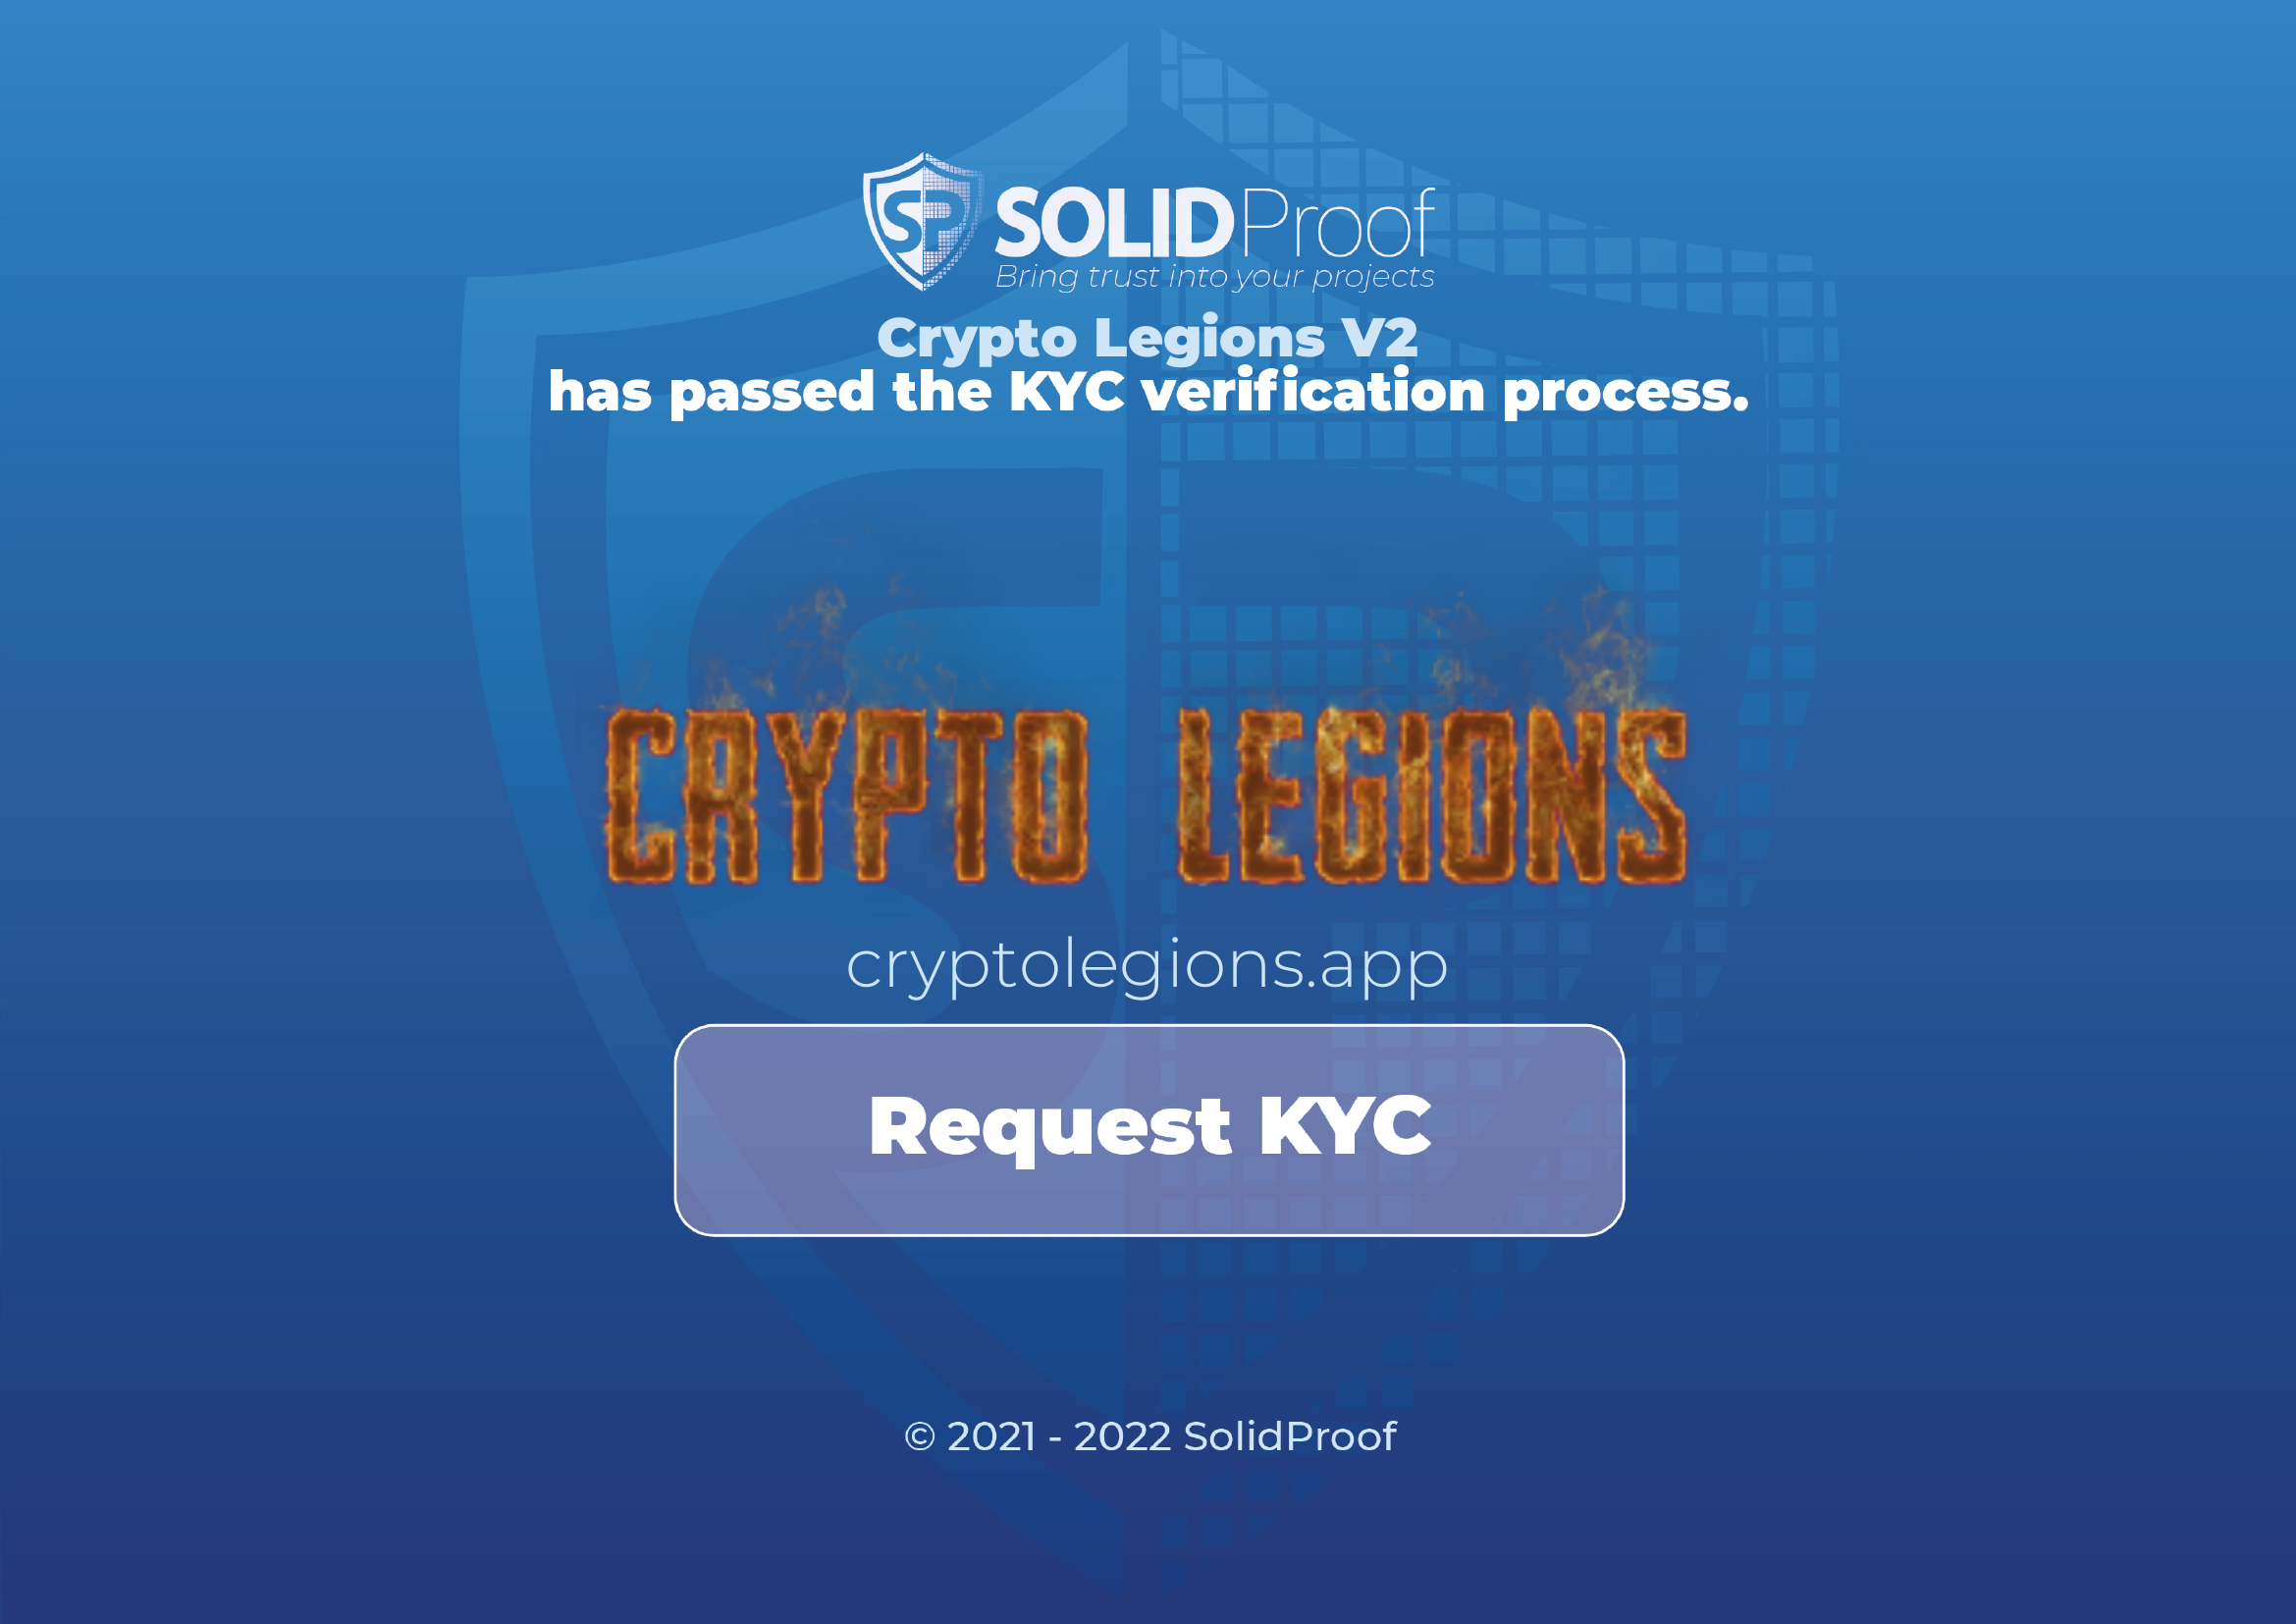 SP SOLIDProof
Bring trust into your projects
Crypto Legions V2
has passed the KYC verification process.
CRYPTO LEGIONS
cryptolegions.app
Request KYC
© 2021 - 2022 SolidProof